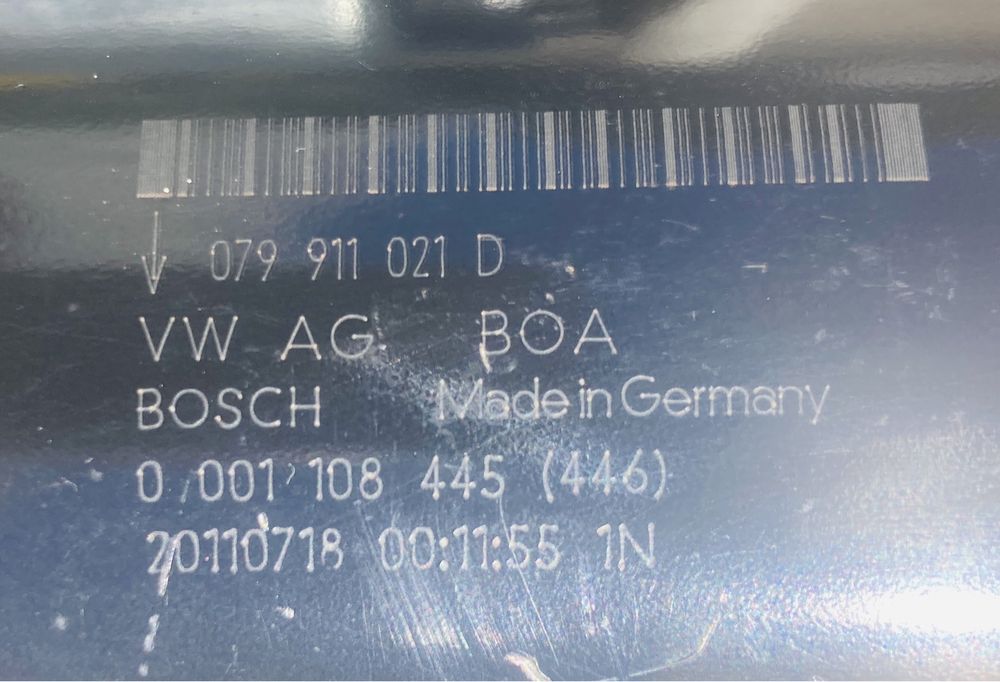 079 911 021 D
VW AG BOA
BOSCH Made in Germany
0 001 108 445 (446)
20110718 00:11:55 1N